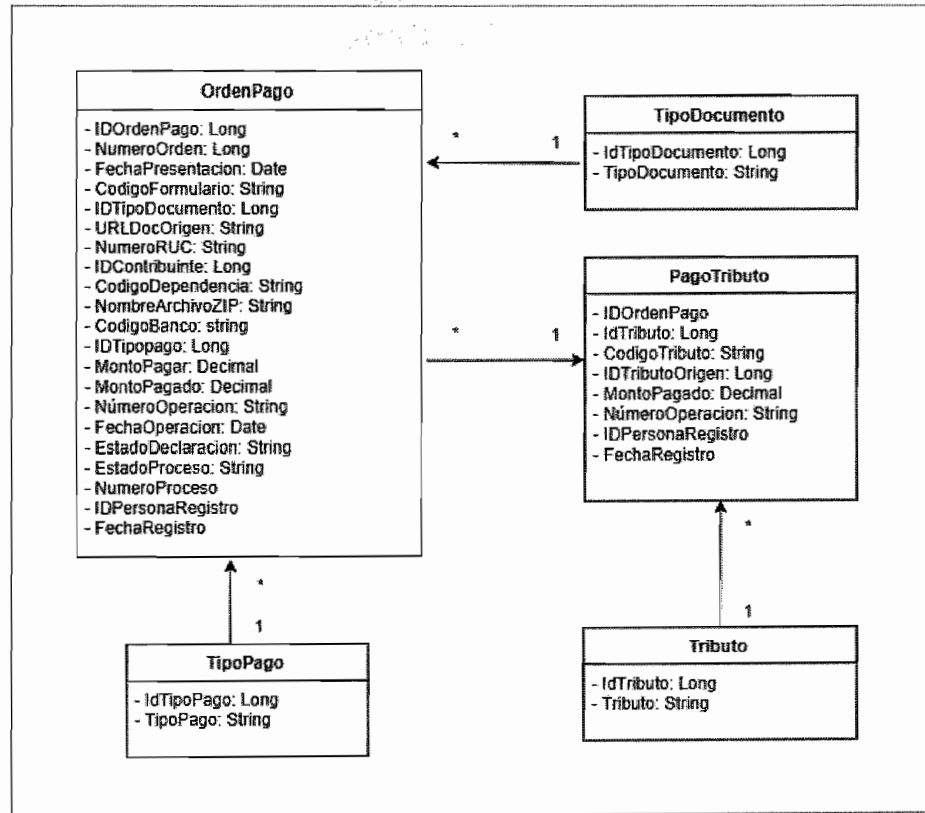 OrdenPago
- IDOrdenPago: Long
- NumeroOrden: Long
- FechaPresentacion: Date
- CodigoFormulario: String
- IDTipoDocumento: Long
- URLDocOrigen: String
- NumeroRUC: String
- IDContribuinte: Long
- CodigoDependencia: String
- NombreArchivoZIP: String
- CodigoBanco: string
- IDTipopago: Long
- MontoPagar: Decimal
- MontoPagado: Decimal
- NúmeroOperacion: String
- FechaOperacion: Date
- EstadoDeclaracion: String
- EstadoProceso: String
- NumeroProceso
- IDPersonaRegistro
- FechaRegistro
* 1
TipoDocumento
- IdTipoDocumento: Long
- TipoDocumento: String
* 1
PagoTributo
- IDOrdenPago
- IdTributo: Long
- CodigoTributo: String
- IDTributoOrigen: Long
- MontoPagado: Decimal
- NúmeroOperacion: String
- IDPersonaRegistro
- FechaRegistro
*
1
TipoPago
- IdTipoPago: Long
- TipoPago: String
*
1
Tributo
- IdTributo: Long
- Tributo: String